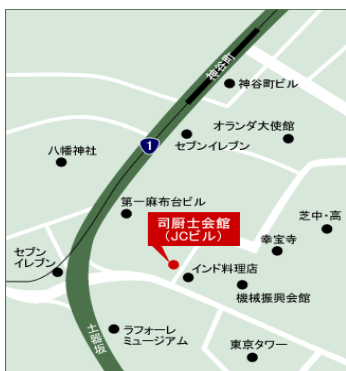 神谷町
神谷町ビル
オランダ大使館
セブンイレブン
1
八幡神社
第一麻布台ビル
芝中・高
司厨士会館
(JCビル)
幸宝寺
セブン
イレブン
インド料理店
機械振興会館
土器坂
ラフォーレ
ミュージアム
東京タワー